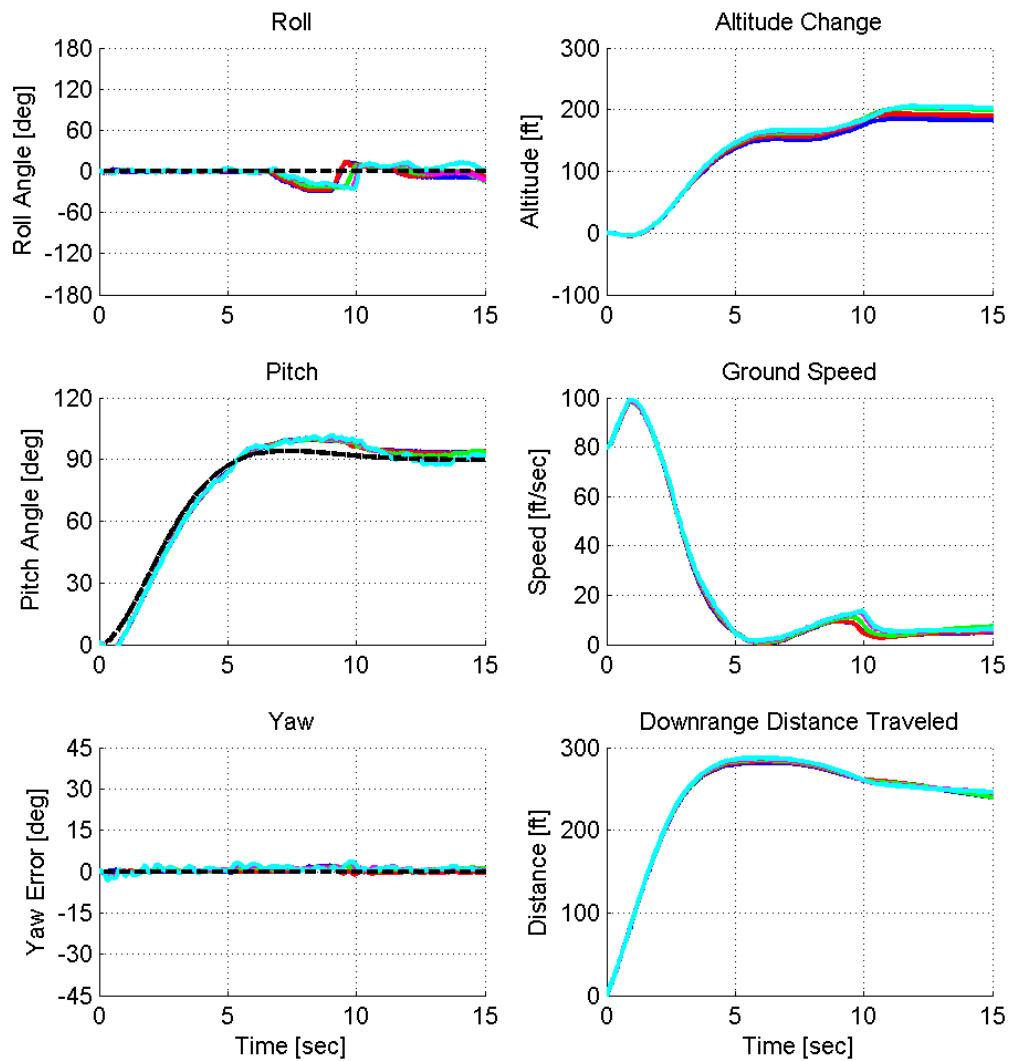 Roll
180
120
60
0
-60
-120
-180
Roll Angle [deg]
0 5 10 15
Altitude Change
300
200
100
0
-100
Altitude [ft]
0 5 10 15
Pitch
120
90
60
30
0
Pitch Angle [deg]
0 5 10 15
Ground Speed
100
80
60
40
20
0
Speed [ft/sec]
0 5 10 15
Yaw
45
30
15
0
-15
-30
-45
Yaw Error [deg]
0 5 10 15
Time [sec]
Downrange Distance Traveled
300
200
100
0
Distance [ft]
0 5 10 15
Time [sec]